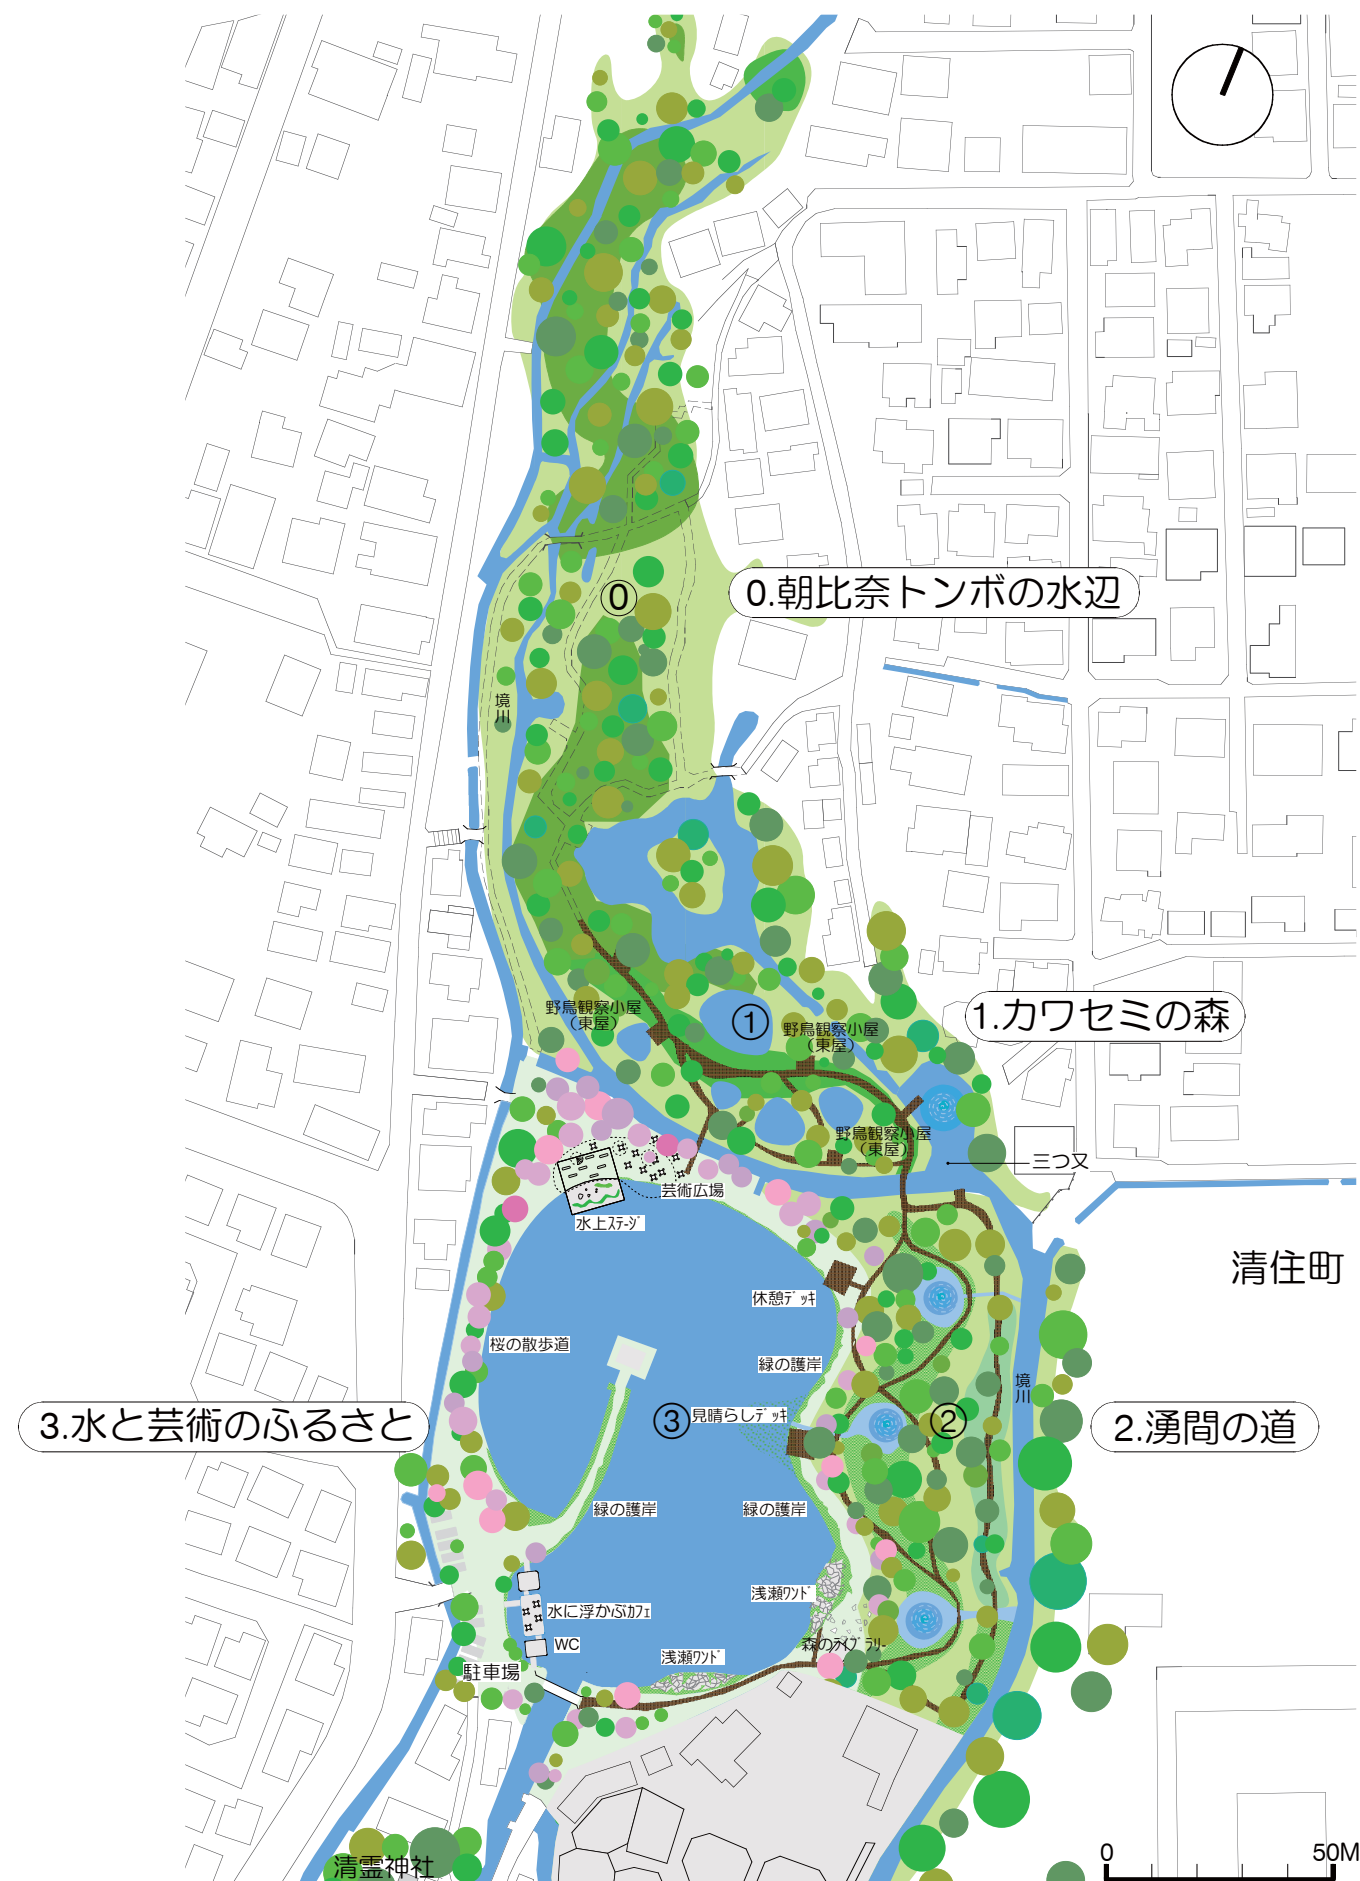 ⓪
0.朝比奈トンボの水辺
境川
野鳥観察小屋
（東屋）
①
野鳥観察小屋
（東屋）
1.カワセミの森
野鳥観察小屋
（東屋）
三つ又
芸術広場
水上ｽﾃｰｼﾞ
清住町
休憩ﾃﾞｯｷ
桜の散歩道
緑の護岸
境川
3.水と芸術のふるさと
③
見晴らしﾃﾞｯｷ
②
2.湧間の道
緑の護岸
緑の護岸
浅瀬ﾜﾝﾄﾞ
水に浮かぶｶﾌｪ
WC
森のﾗｲﾌﾞﾗﾘｰ
浅瀬ﾜﾝﾄﾞ
駐車場
清霊神社
0
50M